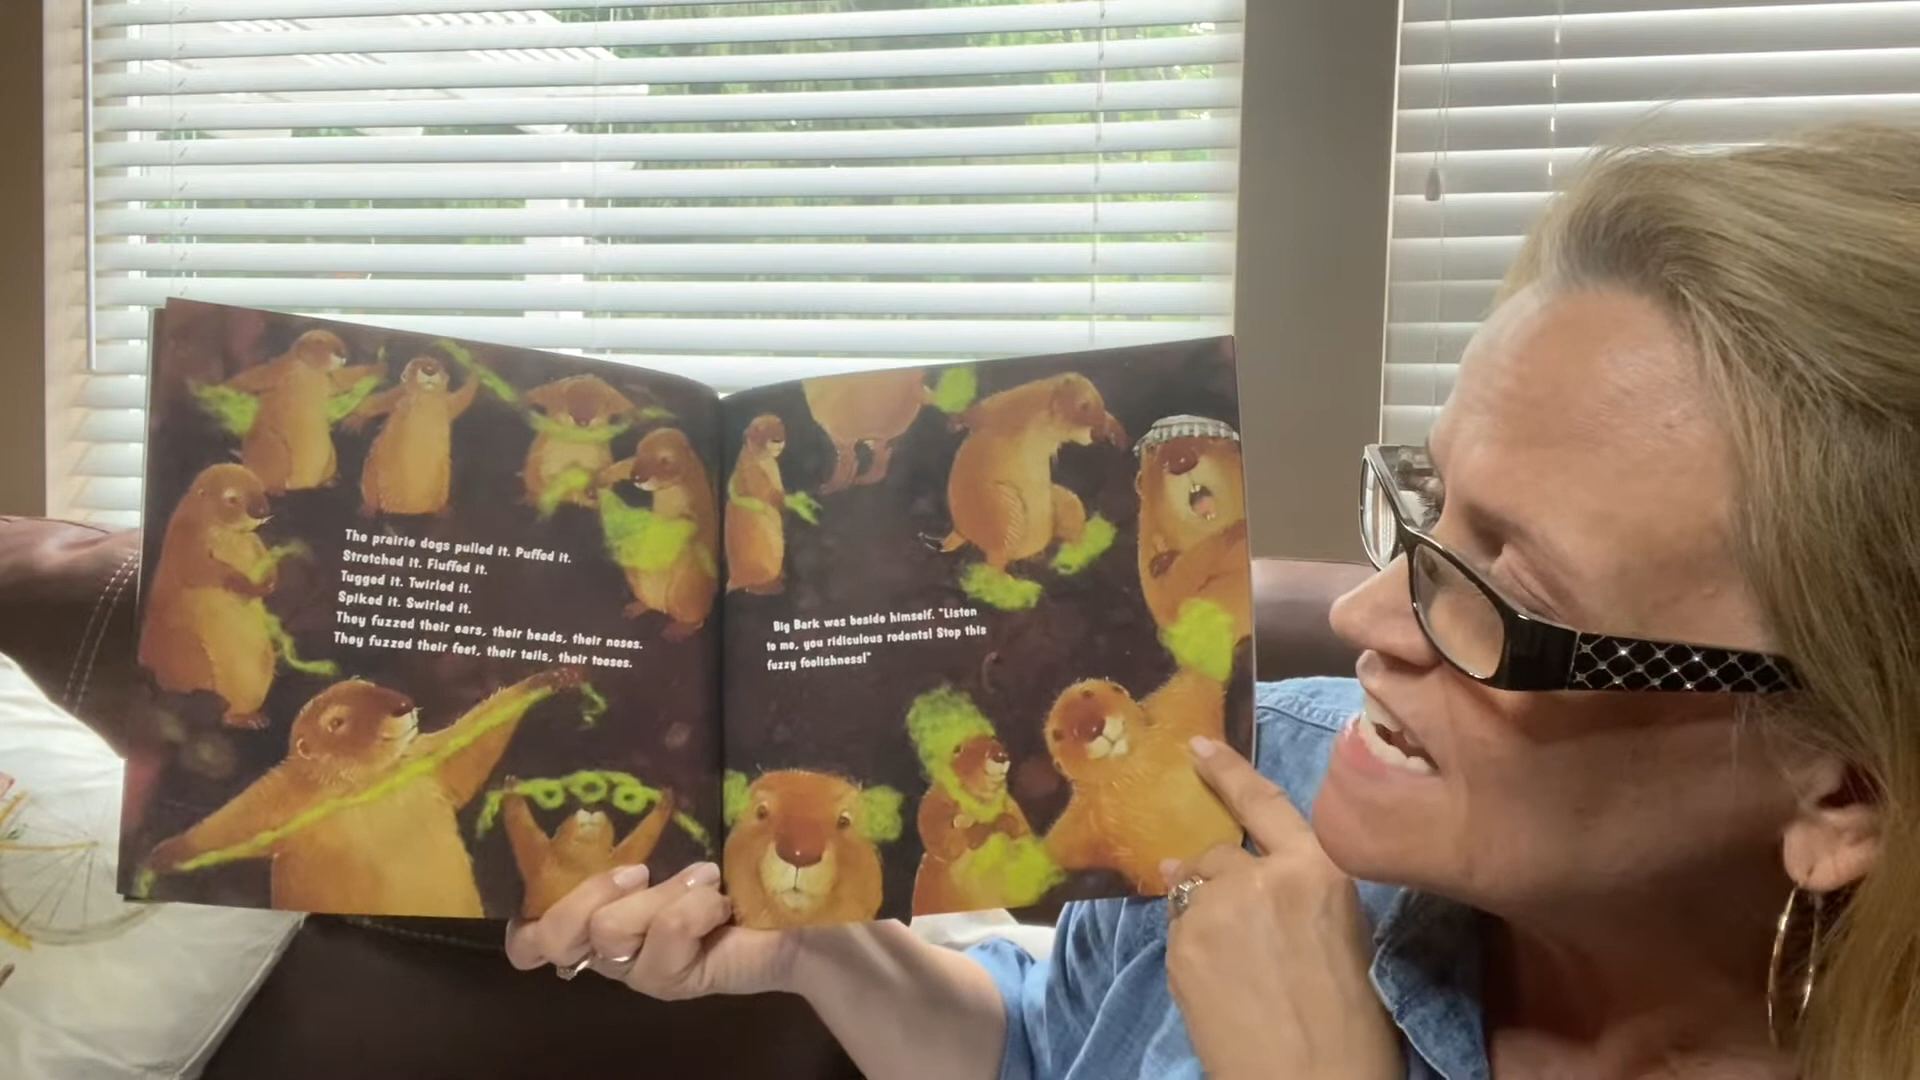 The prairie dogs pulled it. Puffed it.
Stretched it. Fluffed it.
Tugged it. Twirled it.
Spiked it. Swirled it.
They fuzzed their ears, their heads, their noses.
They fuzzed their feet, their tails, their toeses.
Big Bark was beside himself. "Listen
to me, you ridiculous rodents! Stop this
fuzzy foolishness!"